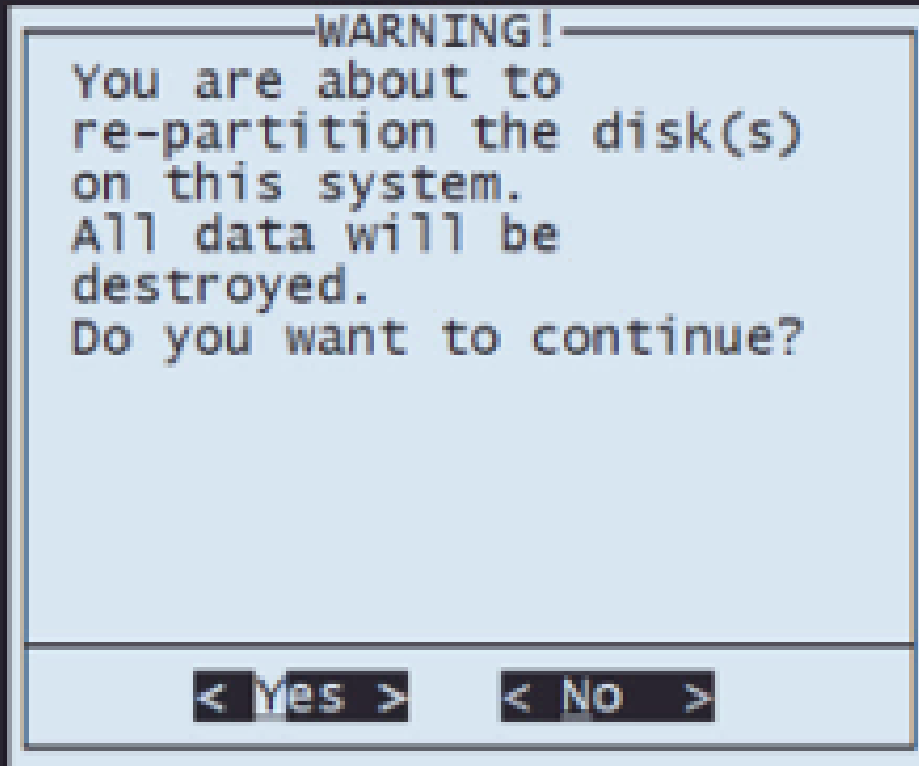 WARNING!
You are about to
re-partition the disk(s)
on this system.
All data will be
destroyed.
Do you want to continue?
< Yes > < No >